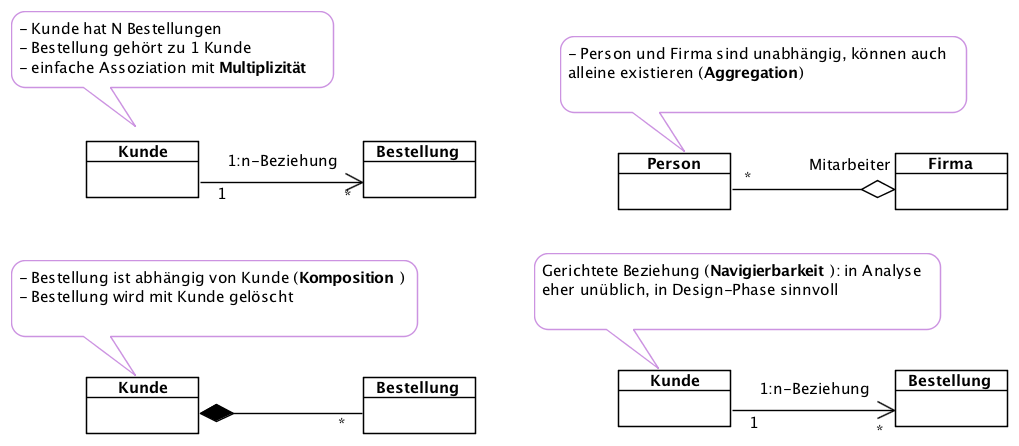 - Kunde hat N Bestellungen
- Bestellung gehört zu 1 Kunde
- einfache Assoziation mit Multiplizität
Kunde
1:n-Beziehung
Bestellung
1
*
- Person und Firma sind unabhängig, können auch
alleine existieren (Aggregation)
Person
*
Mitarbeiter
Firma
- Bestellung ist abhängig von Kunde (Komposition )
- Bestellung wird mit Kunde gelöscht
Kunde
Bestellung
*
Gerichtete Beziehung (Navigierbarkeit ): in Analyse
eher unüblich, in Design-Phase sinnvoll
Kunde
1:n-Beziehung
Bestellung
1
*